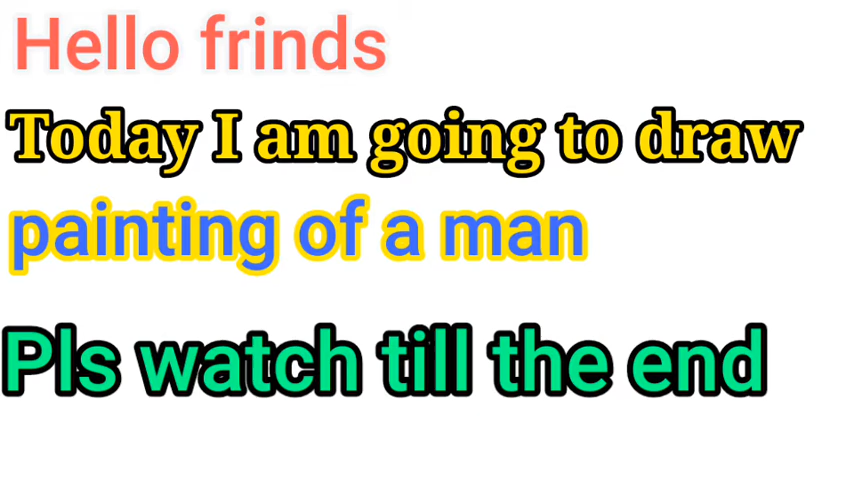 Hello frinds
Today I am going to draw
painting of a man
Pls watch till the end